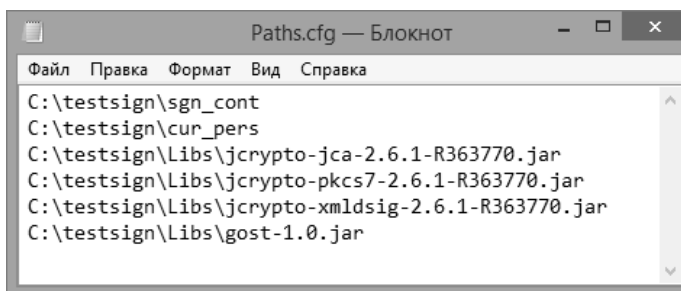 Paths.cfg — Блокнот
Файл Правка Формат Вид Справка
C:\testsign\sgn_cont
C:\testsign\cur_pers
C:\testsign\Libs\jcrypto-jca-2.6.1-R363770.jar
C:\testsign\Libs\jcrypto-pkcs7-2.6.1-R363770.jar
C:\testsign\Libs\jcrypto-xmldsig-2.6.1-R363770.jar
C:\testsign\Libs\gost-1.0.jar